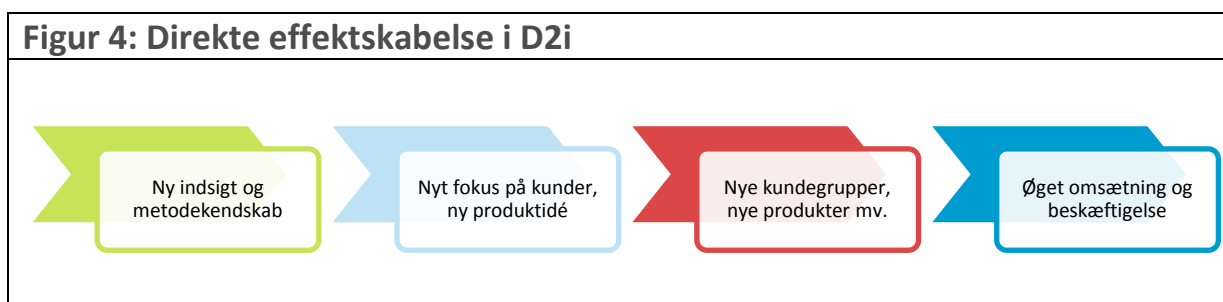 Figur 4: Direkte effektskabelse i D2i
Ny indsigt og
metodekendskab
Nyt fokus på kunder,
ny produktidé
Nye kundegrupper,
nye produkter mv.
Øget omsætning og
beskæftigelse